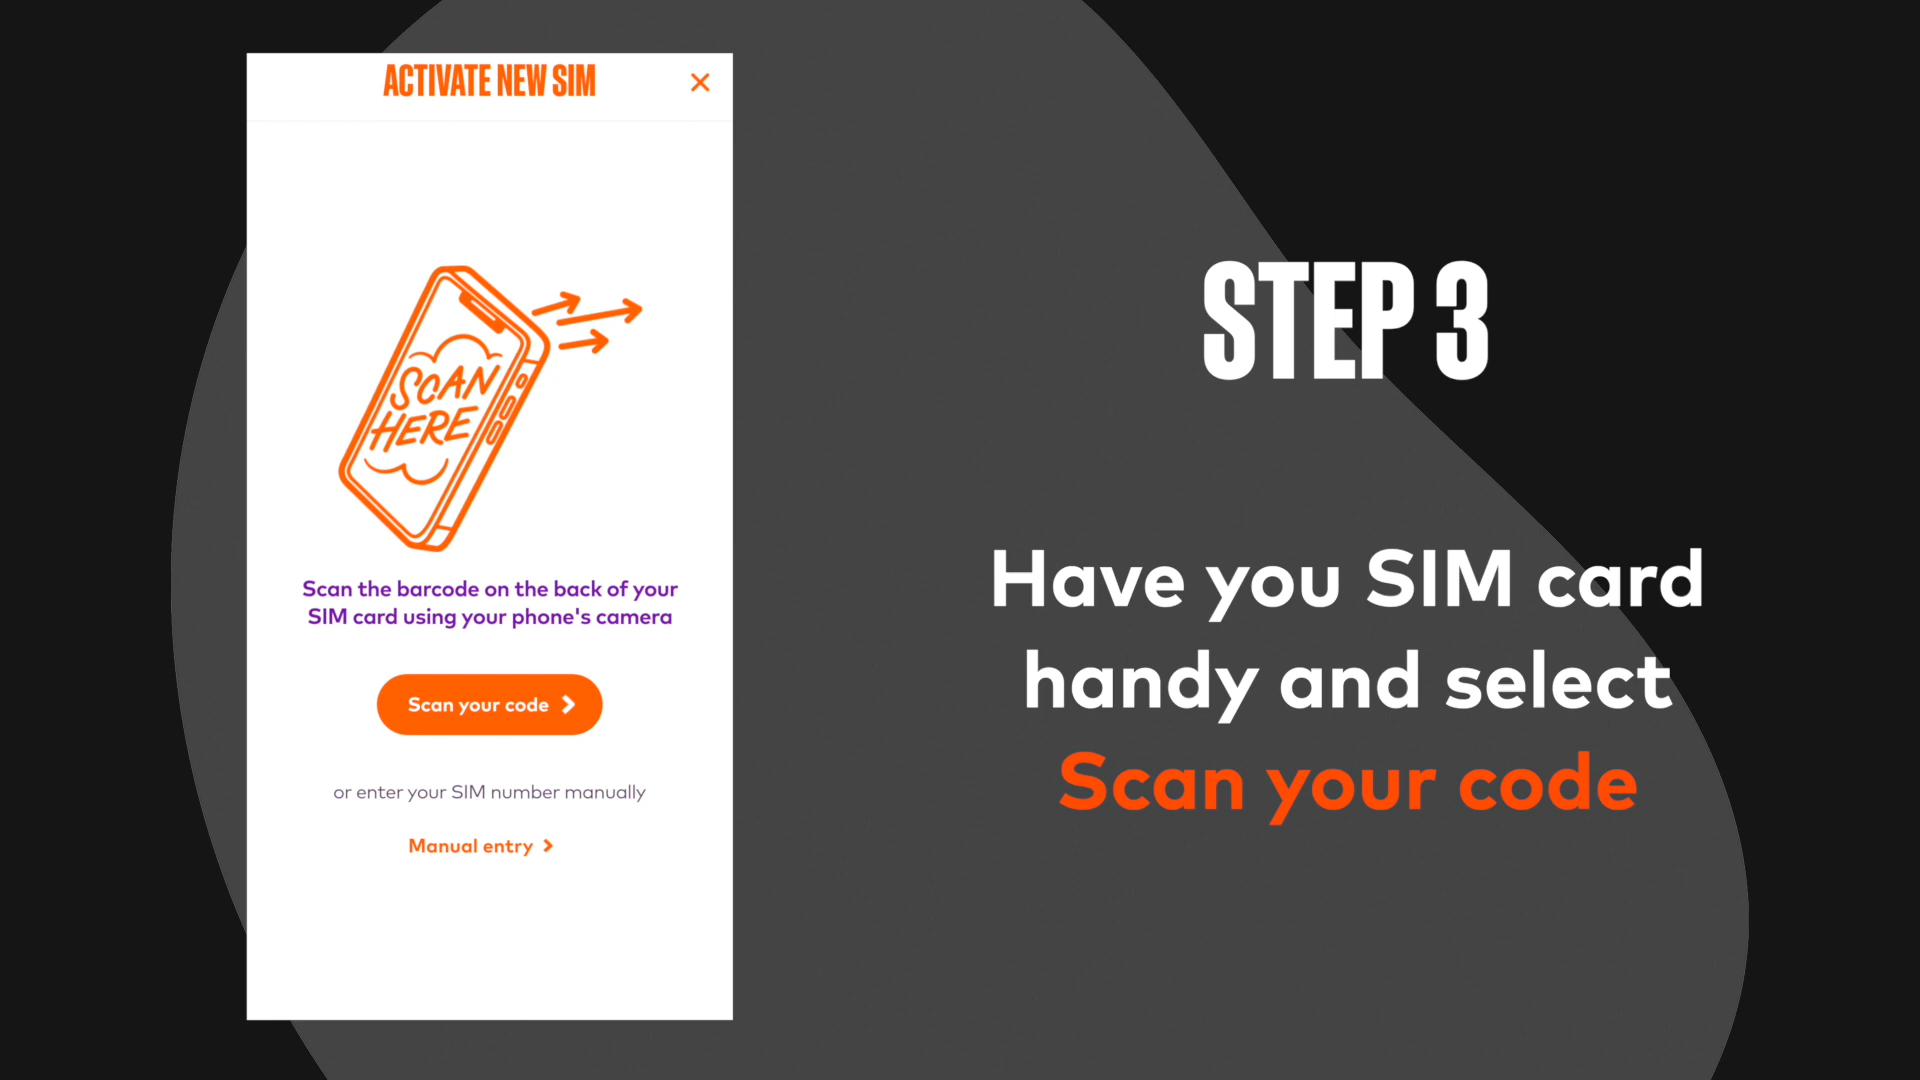 ACTIVATE NEW SIM
SCAN
HERE
Scan the barcode on the back of your
SIM card using your phone's camera
Scan your code
or enter your SIM number manually
Manual entry
STEP 3
Have you SIM card
handy and select
Scan your code